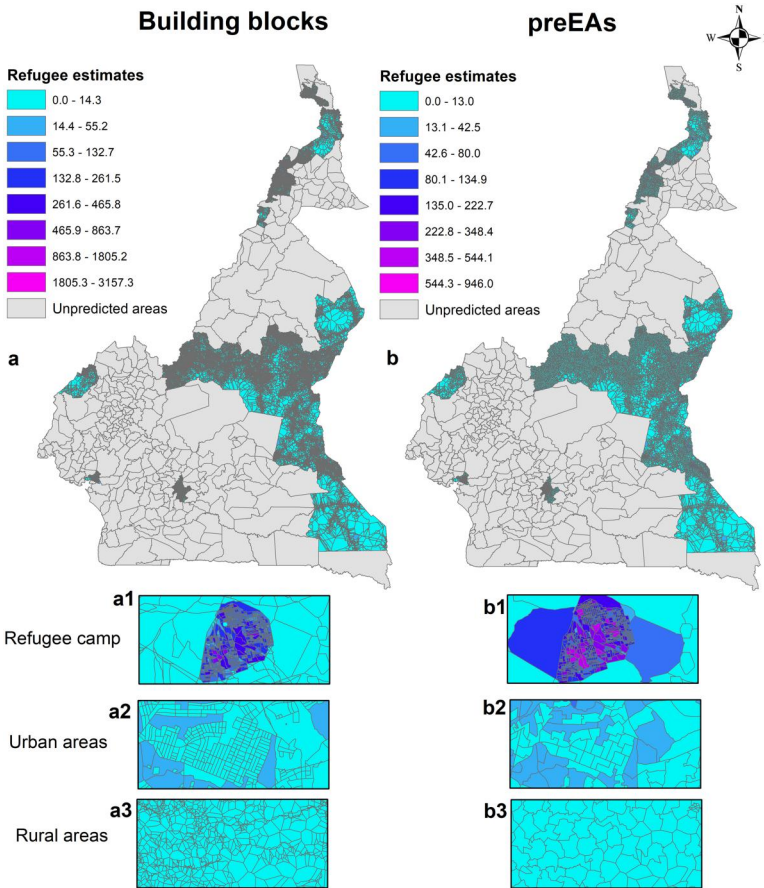 Building blocks
preEAs
N
W
E
S
Refugee estimates
0.0 - 14.3
14.4 - 55.2
55.3 - 132.7
132.8 - 261.5
261.6 - 465.8
465.9 - 863.7
863.8 - 1805.2
1805.3 - 3157.3
Unpredicted areas
Refugee estimates
0.0 - 13.0
13.1 - 42.5
42.6 - 80.0
80.1 - 134.9
135.0 - 222.7
222.8 - 348.4
348.5 - 544.1
544.3 - 946.0
Unpredicted areas
a
b
a1
b1
Refugee camp
a2
b2
Urban areas
a3
b3
Rural areas